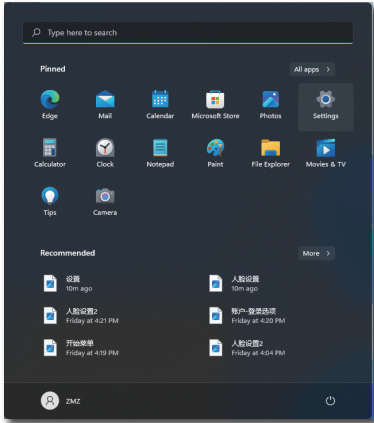 Type here to search
Pinned
All apps >
Edge Mail Calendar Microsoft Store Photos Settings
Calculator Clock Notepad Paint File Explorer Movies & TV
Tips Camera
Recommended
More >
设置 人脸设置
10m ago 10m ago
人脸设置2 账户-登录选项
Friday at 4:21 PM Friday at 4:20 PM
开始菜单 人脸设置2
Friday at 4:19 PM Friday at 4:04 PM
ZMZ